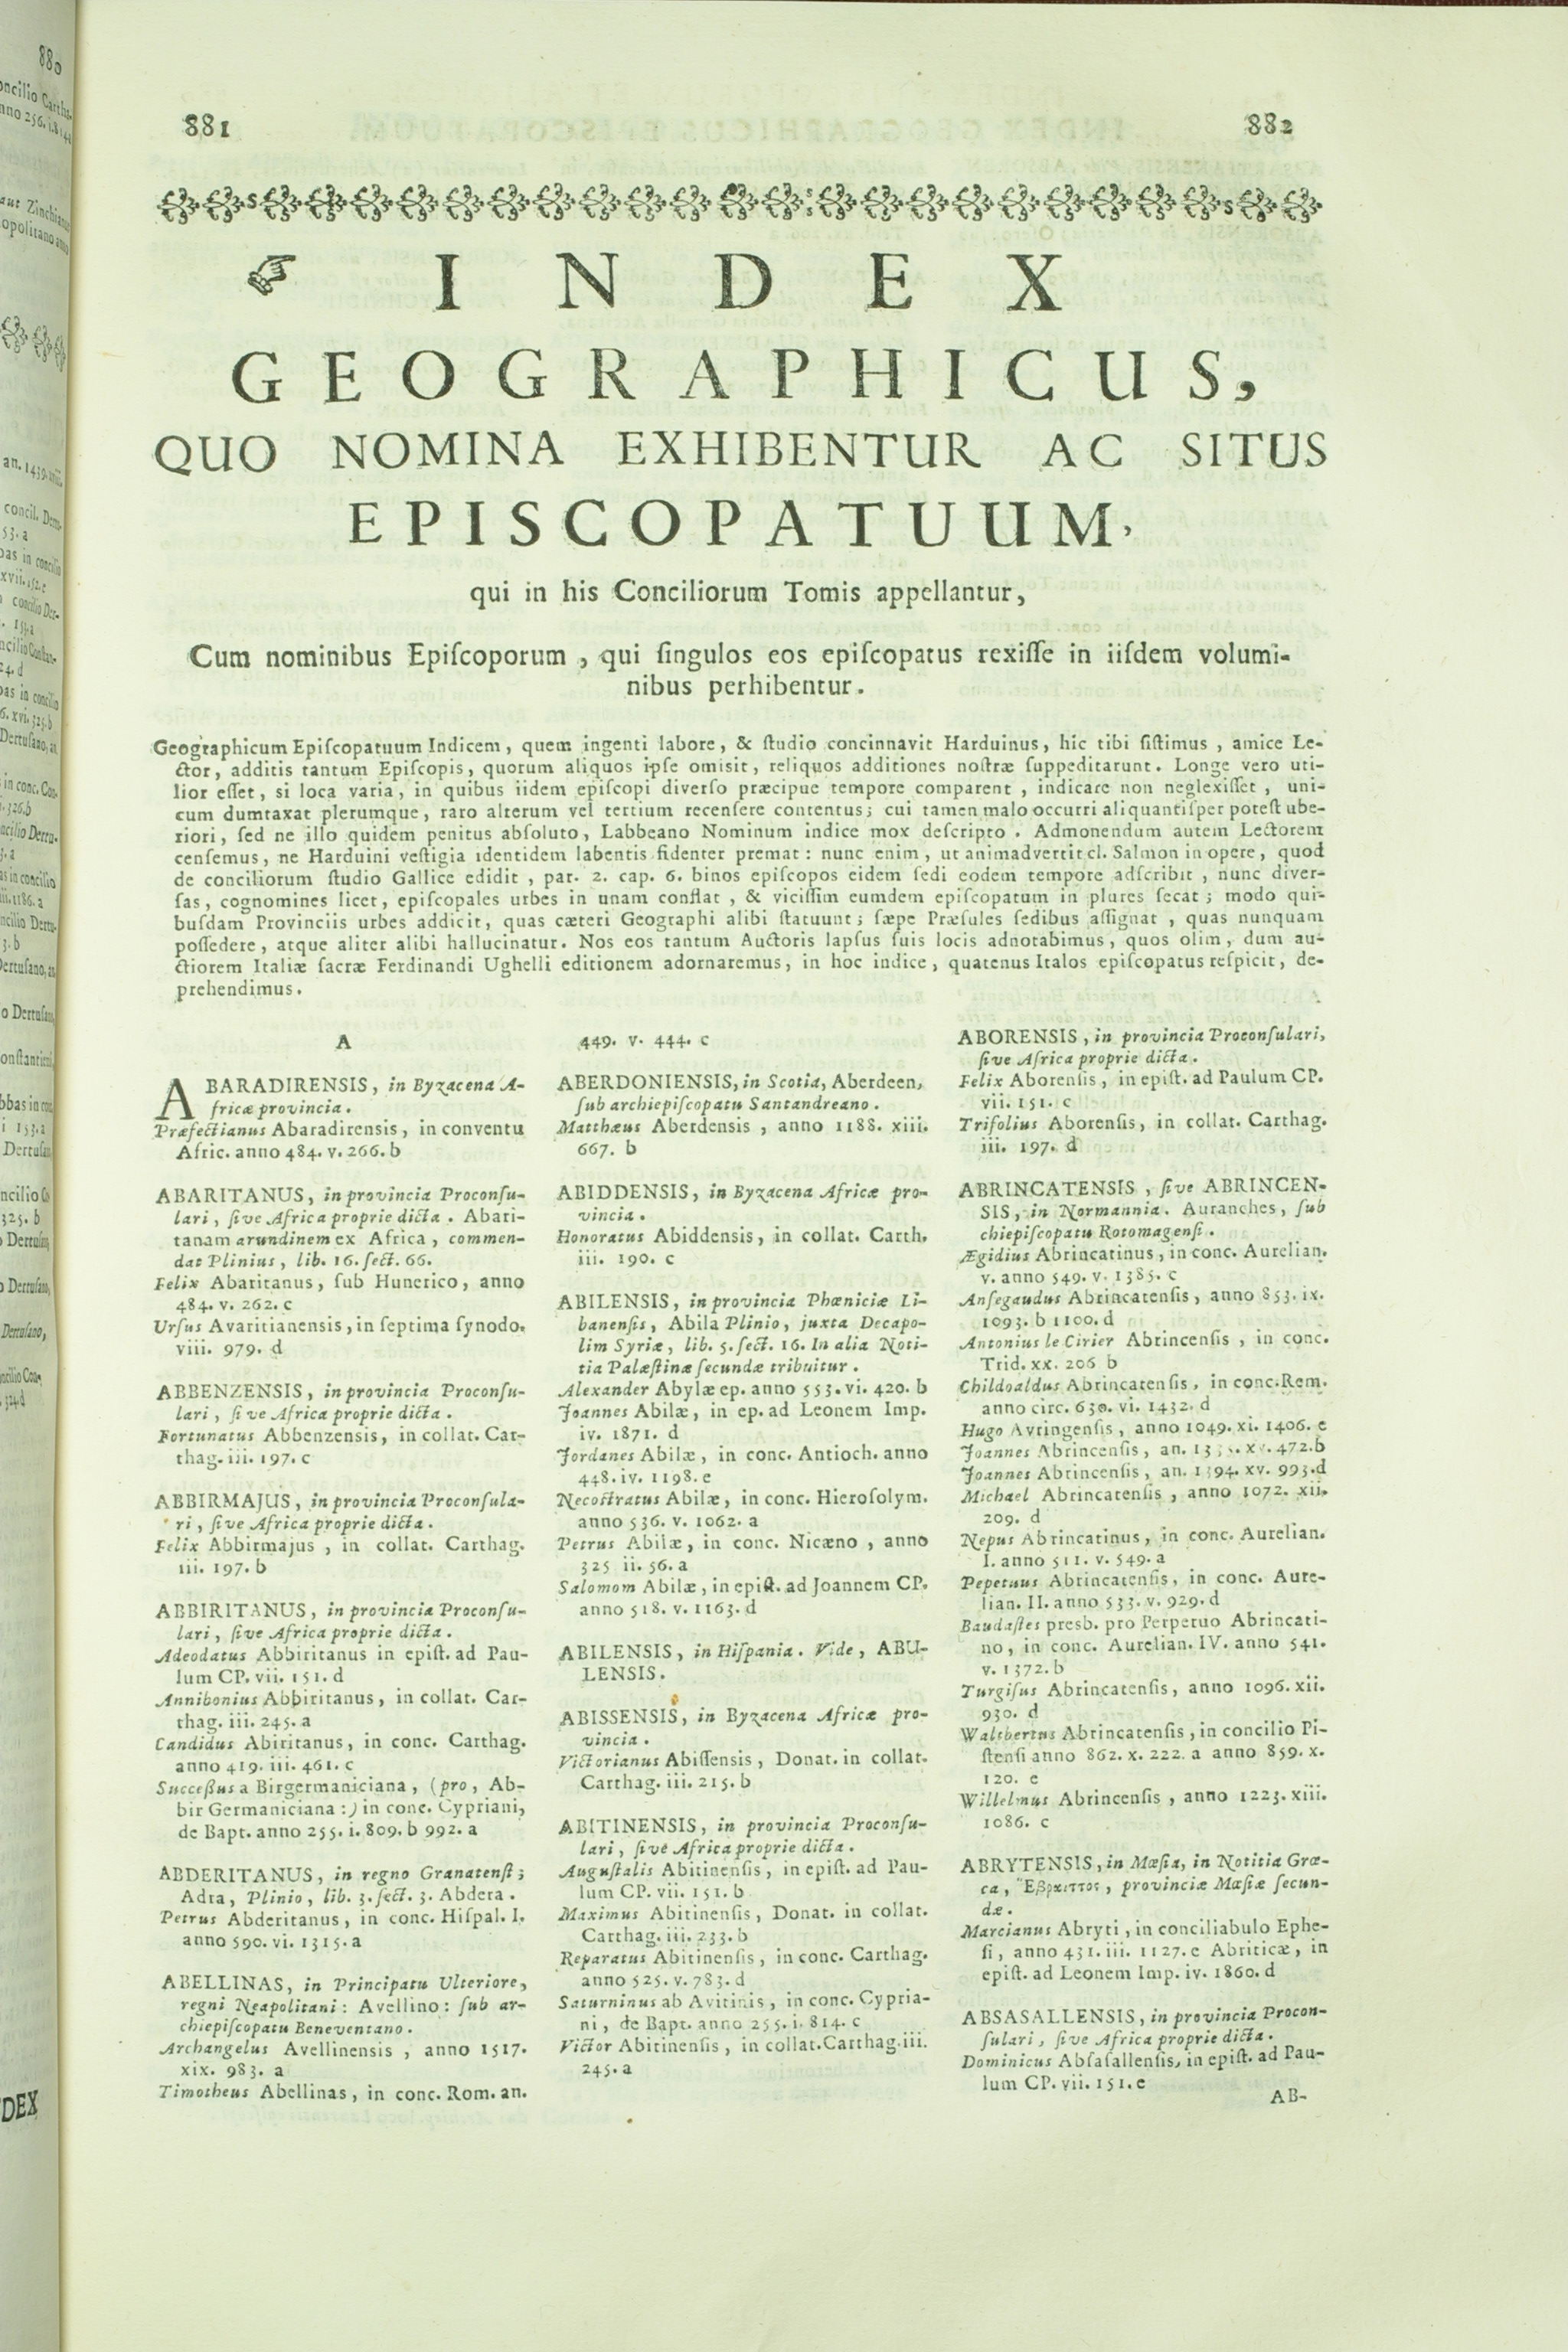 881
882
INDEX
GEOGRAPHICUS,
QUO NOMINA EXHIBENTUR AC SITUS
EPISCOPATUUM,
qui in his Conciliorum Tomis appellantur,
Cum nominibus Epiſcoporum , qui ſingulos eos epiſcopatus rexiſſe in iiſdem volumi-
nibus perhibentur.
Geographicum Epiſcopatuum Indicem, quem ingenti labore, & ſtudio concinnavit Harduinus, hic tibi ſiſtimus, amice Le-
ctor, additis tantum Epiſcopis, quorum aliquos ipſe omisit, reliquos additiones noſtræ ſuppeditarunt. Longe vero uti-
lior eſſet, si loca varia, in quibus iidem epiſcopi diverſo præcipue tempore comparent, indicare non neglexiſſet, uni-
cum dumtaxat plerumque, raro alterum vel tertium recenſere contentus; cui tamen malo occurri aliquantiſper poteſt ube-
riori, ſed ne illo quidem penitus abſoluto, Labbeano Nominum indice mox deſcripto. Admonendum autem Lectorem
cenſemus, ne Harduini veſtigia identidem labentis fidenter premat: nunc enim, ut animadvertit cl. Salmon in opere, quod
de conciliorum ſtudio Gallice edidit, par. 2. cap. 6. binos epiſcopos eidem ſedi eodem tempore adſcribit, nunc diver-
ſas, cognomines licet, epiſcopales urbes in unam conflat, & viciſſim eumdem epiſcopatum in plures ſecat; modo qui-
buſdam Provinciis urbes addicit, quas cæteri Geographi alibi ſtatuunt; ſæpe Præſules ſedibus aſſignat, quas nunquam
poſſedere, atque aliter alibi hallucinatur. Nos eos tantum Auctoris lapſus ſuis locis adnotabimus, quos olim, dum au-
ctiorem Italiæ ſacræ Ferdinandi Ughelli editionem adornaremus, in hoc indice, quatenus Italos epiſcopatus reſpicit, de-
prehendimus.
A
ABARADIRENSIS, in Byzacena A-
fricæ provincia.
Præfectianus Abaradirensis, in conventu
Afric. anno 484. v. 266. b
ABARITANUS, in provincia Proconſu-
lari, ſive Africa proprie dicta. Abari-
tanam arundinem ex Africa, commen-
dat Plinius, lib. 16. ſect. 66.
Felix Abaritanus, ſub Hunerico, anno
484. v. 262. c
Urſus Avaritianensis, in ſeptima ſynodo.
viii. 979. d
ABBENZENSIS, in provincia Proconſu-
lari, ſive Africa proprie dicta.
Fortunatus Abbenzensis, in collat. Car-
thag. iii. 197. c
ABBIRMAJUS, in provincia Proconſula-
ri, ſive Africa proprie dicta.
Felix Abbirmajus, in collat. Carthag.
iii. 197. b
ABBIRITANUS, in provincia Proconſu-
lari, ſive Africa proprie dicta.
Adeodatus Abbiritanus in epiſt. ad Pau-
lum CP. vii. 151. d
Annibonius Abbiritanus, in collat. Car-
thag. iii. 245. a
Candidus Abiritanus, in conc. Carthag.
anno 419. iii. 461. c
Succeßus a Birgermaniciana, (pro, Ab-
bir Germaniciana:) in conc. Cypriani,
de Bapt. anno 255. i. 809. b 992. a
ABDERITANUS, in regno Granatenſi;
Adra, Plinio, lib. 3. ſect. 3. Abdera.
Petrus Abderitanus, in conc. Hiſpal. I.
anno 590. vi. 1315. a
ABELLINAS, in Principatu Ulteriore,
regni Neapolitani: Avellino: ſub ar-
chiepiſcopatu Beneventano.
Archangelus Avellinensis, anno 1517.
xix. 983. a
Timotheus Abellinas, in conc. Rom. an.
449. v. 444. c
ABERDONIENSIS, in Scotia, Aberdeen,
ſub archiepiſcopatu Santandreano.
Matthæus Aberdensis, anno 1188. xiii.
667. b
ABIDDENSIS, in Byzacena Africæ pro-
vincia.
Honoratus Abiddensis, in collat. Carth.
iii. 190. c
ABILENSIS, in provincia Phœniciæ Li-
banenſis, Abila Plinio, juxta Decapo-
lim Syriæ, lib. 5. ſect. 16. In alia Noti-
tia Palæſtinæ ſecundæ tribuitur.
Alexander Abylæ ep. anno 553. vi. 420. b
Joannes Abilæ, in ep. ad Leonem Imp.
iv. 1871. d
Jordanes Abilæ, in conc. Antioch. anno
448. iv. 1198. e
Necoſtratus Abilæ, in conc. Hieroſolym.
anno 536. v. 1062. a
Petrus Abilæ, in conc. Nicæno, anno
325 ii. 56. a
Salomom Abilæ, in epiſt. ad Joannem CP.
anno 518. v. 1163. d
ABILENSIS, in Hiſpania. Vide, ABU-
LENSIS.
ABISSENSIS, in Byzacena Africæ pro-
vincia.
Victorianus Abiſſensis, Donat. in collat.
Carthag. iii. 215. b
ABITINENSIS, in provincia Proconſu-
lari, ſive Africa proprie dicta.
Auguſtalis Abitinenſis, in epiſt. ad Pau-
lum CP. vii. 151. b
Maximus Abitinensis, Donat. in collat.
Carthag. iii. 233. b
Reparatus Abitinensis, in conc. Carthag.
anno 525. v. 783. d
Saturninus ab Avitinis, in conc. Cypria-
ni, de Bapt. anno 255. i. 814. c
Victor Abitinenſis, in collat. Carthag. iii.
245. a
ABORENSIS, in provincia Proconſulari,
ſive Africa proprie dicta.
Felix Aborenſis, in epiſt. ad Paulum CP.
vii. 151. c
Trifolius Aborenſis, in collat. Carthag.
iii. 197. d
ABRINCATENSIS, ſive ABRINCEN-
SIS, in Normannia. Auranches, ſub
chiepiſcopatu Rotomagenſi.
Ægidius Abrincatinus, in conc. Aurelian.
v. anno 549. v. 1385. c
Anſegaudus Abrincatenſis, anno 853. ix.
1093. b 1100. d
Antonius le Cirier Abrincenſis, in conc.
Trid. xx. 206 b
Childoaldus Abrincatenſis, in conc. Rem.
anno circ. 630. vi. 1432. d
Hugo Avringenſis, anno 1049. xi. 1406. e
Joannes Abrincenſis, an. 472. b
Joannes Abrincenſis, an. 1394. xv. 993. d
Michael Abrincatenſis, anno 1072. xii.
209. d
Nepus Abrincatinus, in conc. Aurelian.
I. anno 511. v. 549. a
Pepetuus Abrincatenſis, in conc. Aure-
lian. II. anno 533. v. 929. d
Baudaſtes presb. pro Perpetuo Abrincati-
no, in conc. Aurelian. IV. anno 541.
v. 1372. b
Turgiſus Abrincatenſis, anno 1096. xii.
930. d
Waltbertus Abrincatenſis, in concilio Pi-
ſtenſi anno 862. x. 222. a anno 859. x.
120. e
Willelmus Abrincenſis, anno 1223. xiii.
1086. c
ABRYTENSIS, in Mœſia, in Notitia Græ-
ca, provinciæ Mœſiæ ſecun-
dæ.
Marcianus Abryti, in conciliabulo Ephe-
ſi, anno 431. iii. 1127. e Abriticæ, in
epiſt. ad Leonem Imp. iv. 1860. d
ABSASALLENSIS, in provincia Procon-
ſulari, ſive Africa proprie dicta.
Dominicus Abſaſallenſis, in epiſt. ad Pau-
lum CP. vii. 151. e
AB-